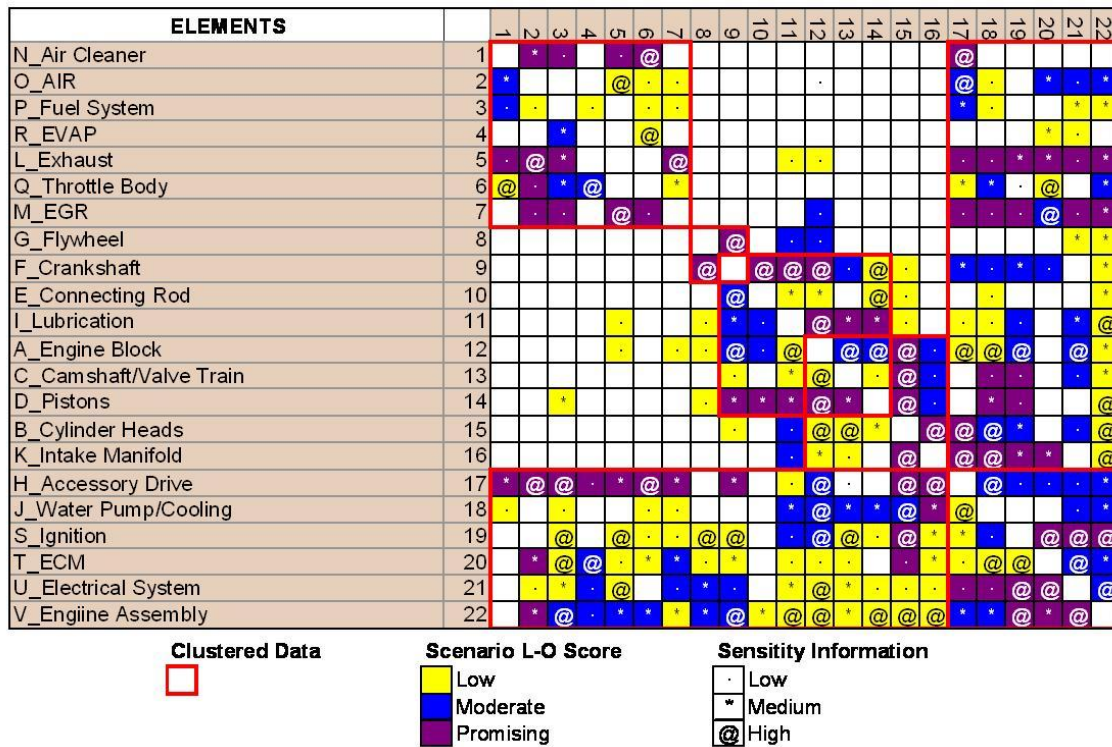 ELEMENTS 1 2 3 4 5 6 7 8 9 10 11 12 13 14 15 16 17 18 19 20 21 22
N_Air Cleaner 1 * · · @ @
O_AIR 2 * @ · · · @ · * · *
P_Fuel System 3 · · · · · * · * *
R_EVAP 4 * @ * ·
L_Exhaust 5 · @ * @ · · · · * * · *
Q_Throttle Body 6 @ · * @ * * * · @ *
M_EGR 7 · · @ · · · · · @ · *
G_Flywheel 8 @ · · * *
F_Crankshaft 9 @ @ @ @ · @ · * · * · *
E_Connecting Rod 10 @ * * @ · · *
I_Lubrication 11 · · * · @ * * · · · · * @
A_Engine Block 12 · · · @ · @ @ @ @ · @ @ @ @ *
C_Camshaft/Valve Train 13 · * @ · @ · · · · *
D_Pistons 14 * · * * * @ * @ · * · @
B_Cylinder Heads 15 · · @ @ * @ @ @ * · @
K_Intake Manifold 16 · * · @ @ @ * * @
H_Accessory Drive 17 * @ @ · * @ * * · @ · @ @ @ · · · *
J_Water Pump/Cooling 18 · · · · * @ * * @ * @ · *
S_Ignition 19 @ @ · · @ @ · @ @ · @ * * · @ @ @
T_ECM 20 * @ @ · * * · * · · · · * · @ @ @ *
U_Electrical System 21 · * · @ · * · * @ * · · · · @ @ @
V_Engiine Assembly 22 * @ · * * * * @ * @ @ * @ @ @ * * @ * @
Clustered Data Scenario L-O Score Sensitity Information
Low · Low
Moderate * Medium
Promising @ High